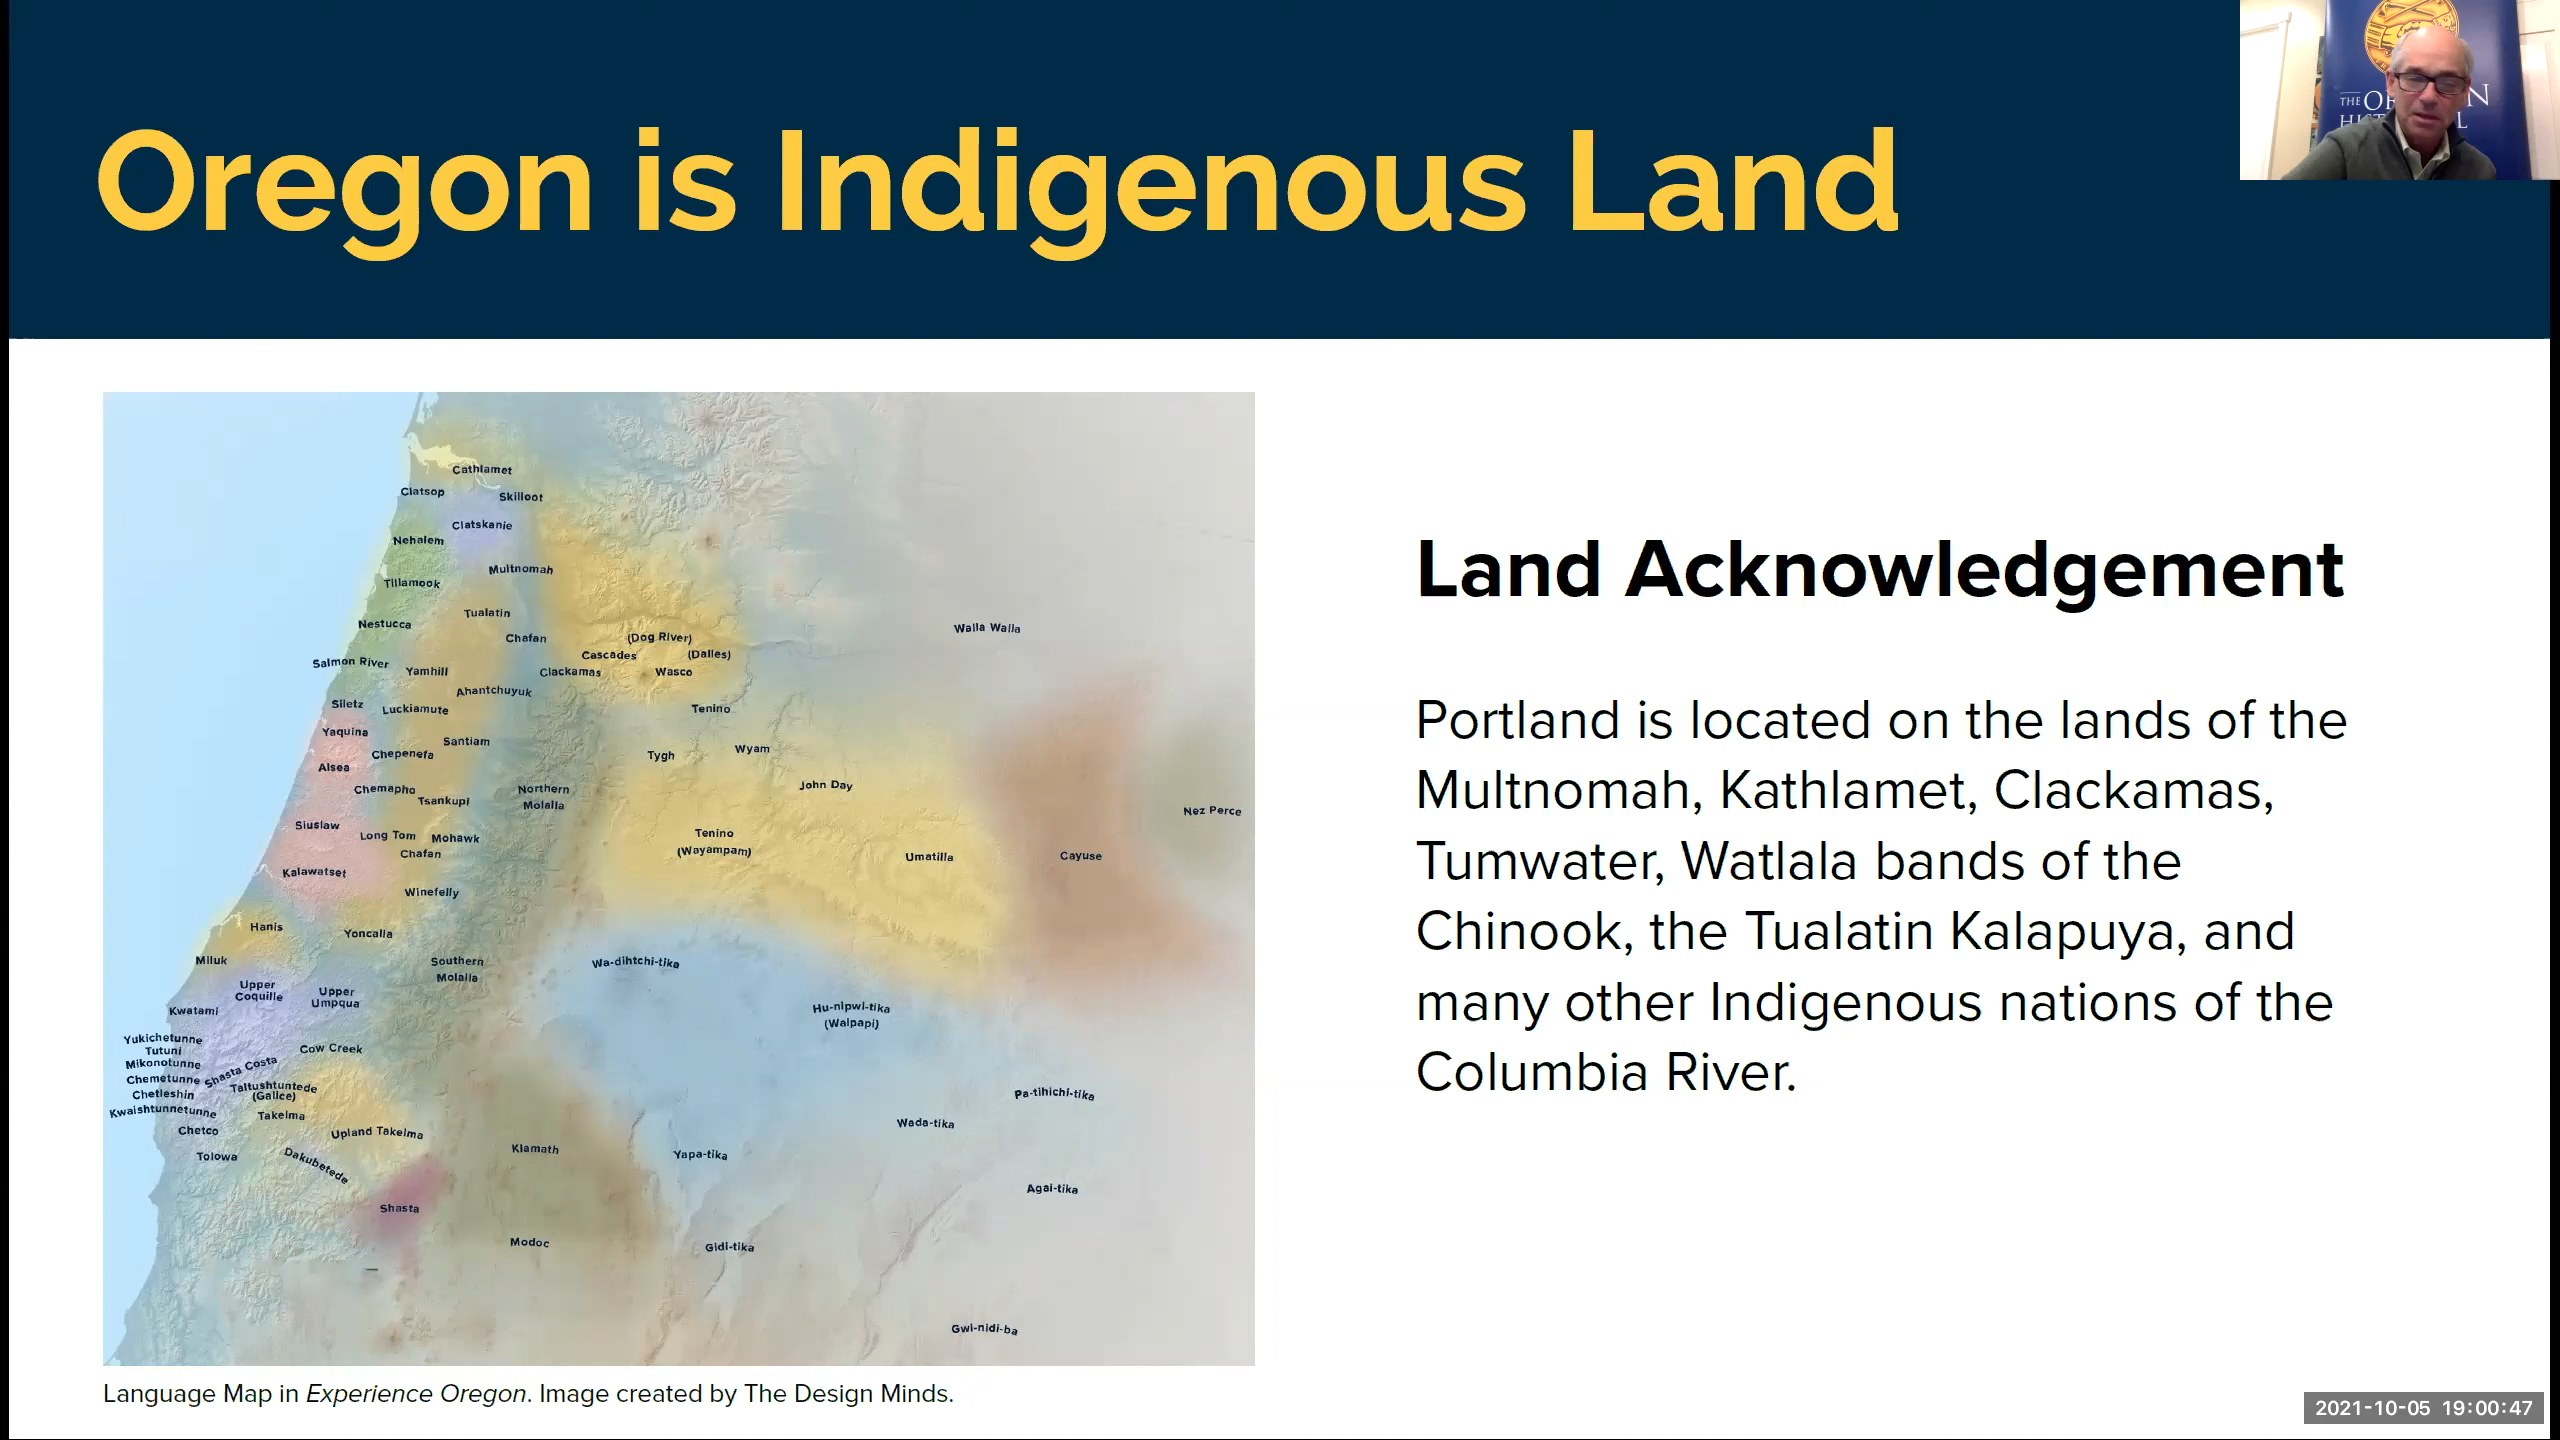 Oregon is Indigenous Land
THE
N
L
Cathlamet
Clatsop
Skilloot
Clatskanie
Nehalem
Multnomah
Tillamook
Tualatin
Nestucca
Chafan
(Dog River)
Walla Walla
Cascades
(Dalles)
Salmon River
Yamhill
Clackamas
Wasco
Ahantchuyuk
Siletz
Luckiamute
Tenino
Yaquina
Santiam
Chepenefa
Tygh
Wyam
Alsea
John Day
Chemapho
Tsankupi
Northern
Molalla
Nez Perce
Siuslaw
Long Tom
Mohawk
Chafan
Tenino
(Wayampam)
Umatilla
Cayuse
Kalawatset
Winefelly
Hanis
Yoncalla
Miluk
Southern
Molalla
Wa-dihtchi-tika
Upper
Coquille
Upper
Umpqua
Kwatami
Hu-nipwi-tika
(Walpapi)
Yukichetunne
Tutuni
Mikonotunne
Chemetunne
Chetleshin
Kwaishtunnetunne
Shasta Costa
Cow Creek
Taltushtuntede
(Galice)
Takelma
Chetco
Upland Takelma
Tolowa
Dakubetede
Klamath
Yapa-tika
Wada-tika
Pa-tihichi-tika
Agai-tika
Shasta
Modoc
Gidi-tika
Gwi-nidi-ba
Language Map in Experience Oregon. Image created by The Design Minds.
Land Acknowledgement
Portland is located on the lands of the
Multnomah, Kathlamet, Clackamas,
Tumwater, Watlala bands of the
Chinook, the Tualatin Kalapuya, and
many other Indigenous nations of the
Columbia River.
2021-10-05 19:00:47